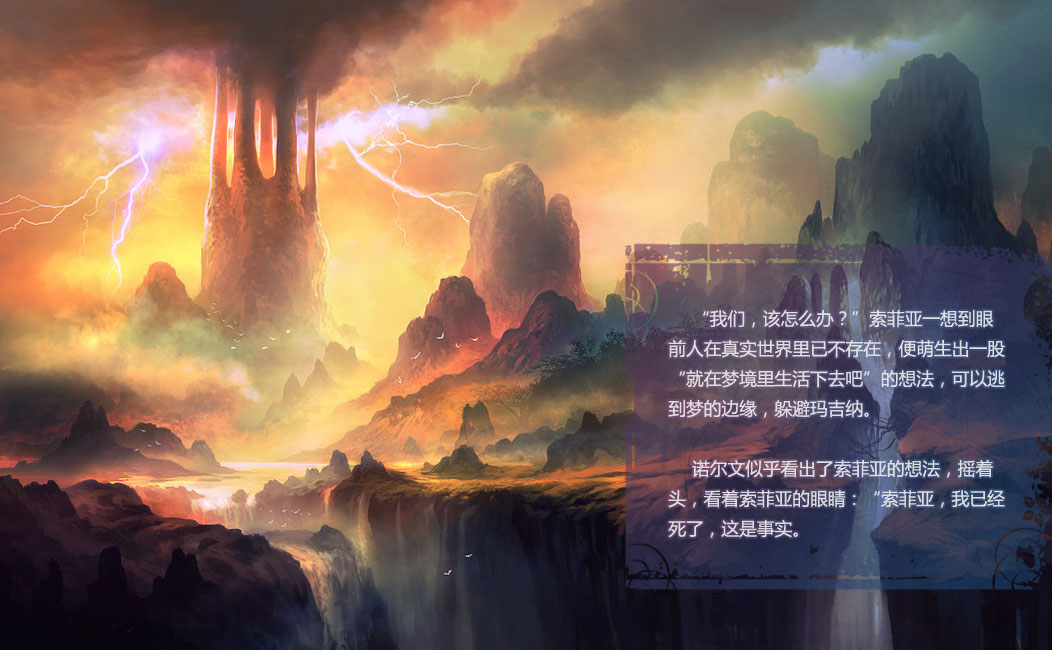 “我们，该怎么办？”索菲亚一想到眼
前人在真实世界里已不存在，便萌生出一股
“就在梦境里生活下去吧”的想法，可以逃
到梦的边缘，躲避玛吉纳。
诺尔文似乎看出了索菲亚的想法，摇着
头，看着索菲亚的眼睛：“索菲亚，我已经
死了，这是事实。